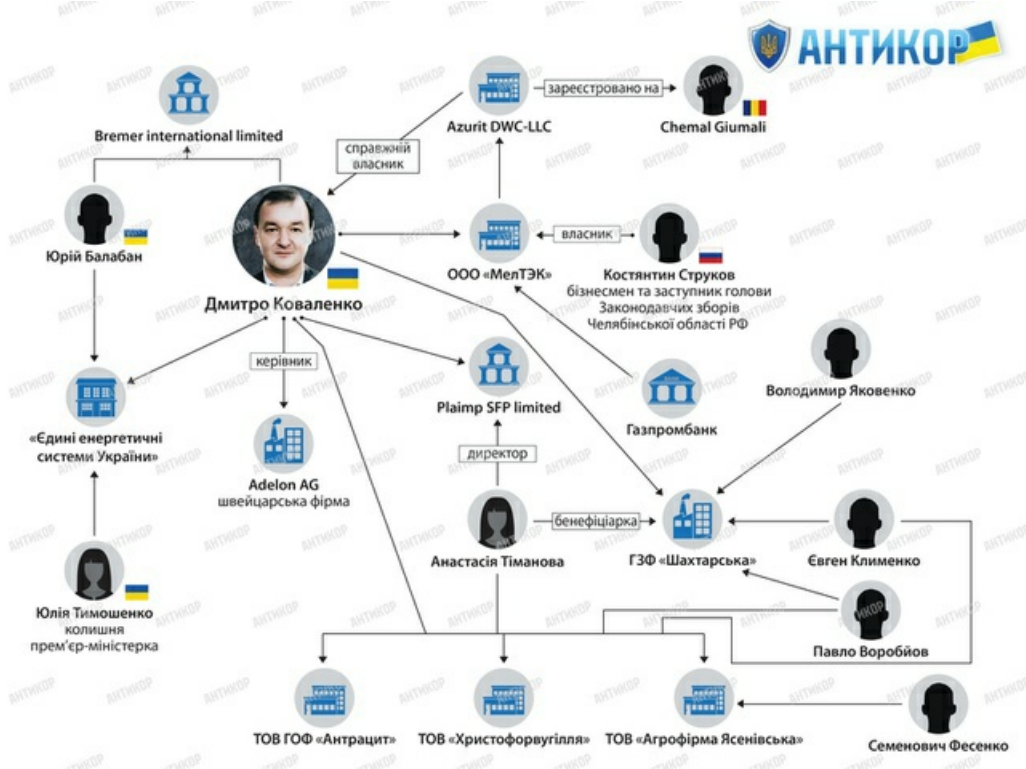 АНТИКОР
Bremer international limited
Azurit DWC-LLC
зареєстровано на
Chemal Giumali
справжній
власник
Юрій Балабан
Дмитро Коваленко
ООО «МелТЭК»
власник
Костянтин Струков
бізнесмен та заступник голови
Законодавчих зборів
Челябінської області РФ
керівник
Plaimp SFP limited
Газпромбанк
Володимир Яковенко
«Єдині енергетичні
системи України»
Adelon AG
швейцарська фірма
директор
Анастасія Тіманова
бенефіціарка
ГЗФ «Шахтарська»
Євген Клименко
Юлія Тимошенко
колишня
прем'єр-міністерка
Павло Воробйов
ТОВ ГОФ «Антрацит»
ТОВ «Христофорвугілля»
ТОВ «Агрофірма Ясенівська»
Семенович Фесенко